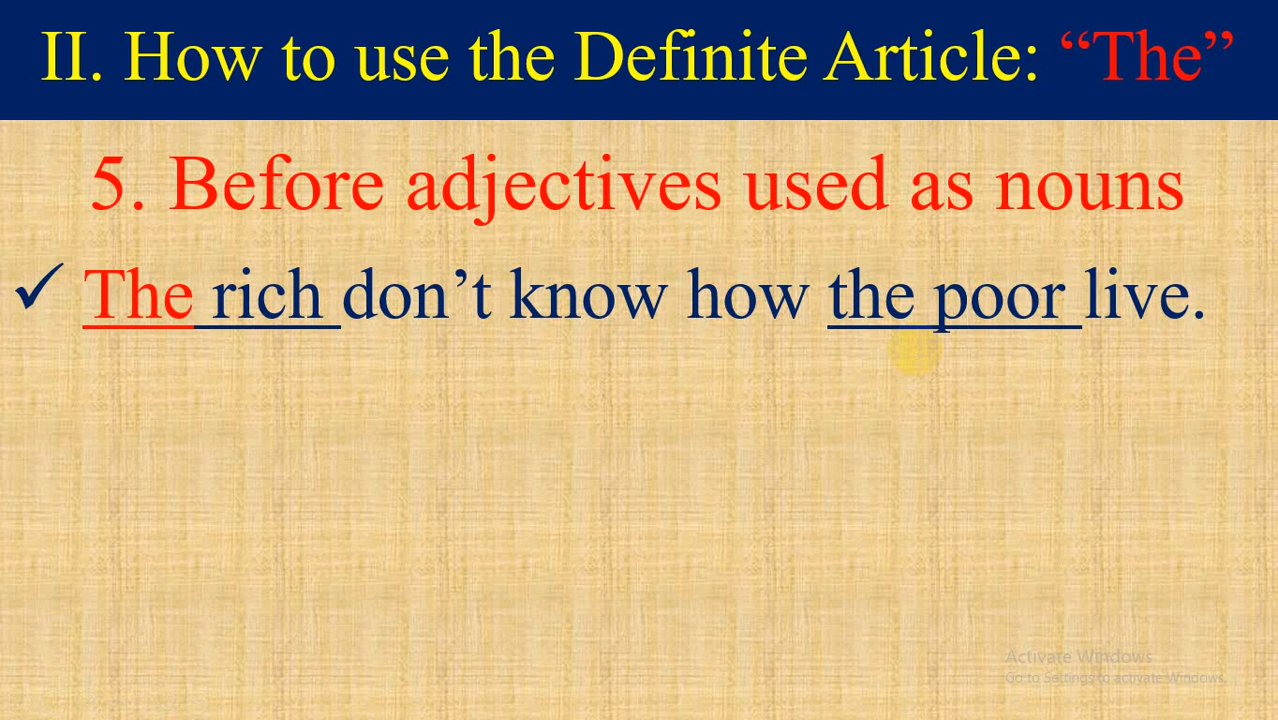 II. How to use the Definite Article: “The”
5. Before adjectives used as nouns
✓ The rich don’t know how the poor live.
Activate Windows
Go to Settings to activate Windows.